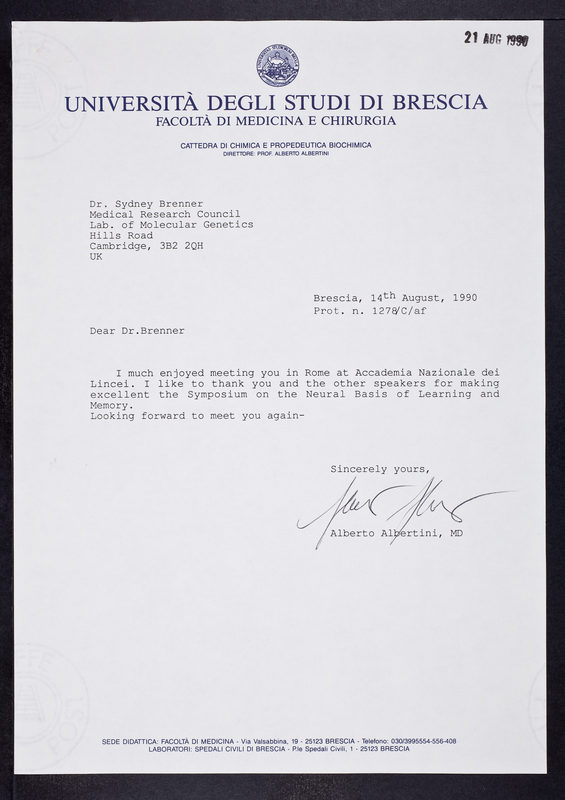 21 AUG 1990
UNIVERSITÀ DEGLI STUDI DI BRESCIA
FACOLTÀ DI MEDICINA E CHIRURGIA
CATTEDRA DI CHIMICA E PROPEDEUTICA BIOCHIMICA
DIRETTORE: PROF. ALBERTO ALBERTINI
Dr. Sydney Brenner
Medical Research Council
Lab. of Molecular Genetics
Hills Road
Cambridge, 3B2 2QH
UK
Brescia, 14th August, 1990
Prot. n. 1278/C/af
Dear Dr.Brenner
I much enjoyed meeting you in Rome at Accademia Nazionale dei
Lincei. I like to thank you and the other speakers for making
excellent the Symposium on the Neural Basis of Learning and
Memory.
Looking forward to meet you again-
Sincerely yours,
Alberto Albertini, MD
SEDE DIDATTICA: FACOLTÀ DI MEDICINA - Via Valsabbina, 19 - 25123 BRESCIA - Telefono: 030/3995554-556-408
LABORATORI: SPEDALI CIVILI DI BRESCIA - P.le Spedali Civili, 1 - 25123 BRESCIA